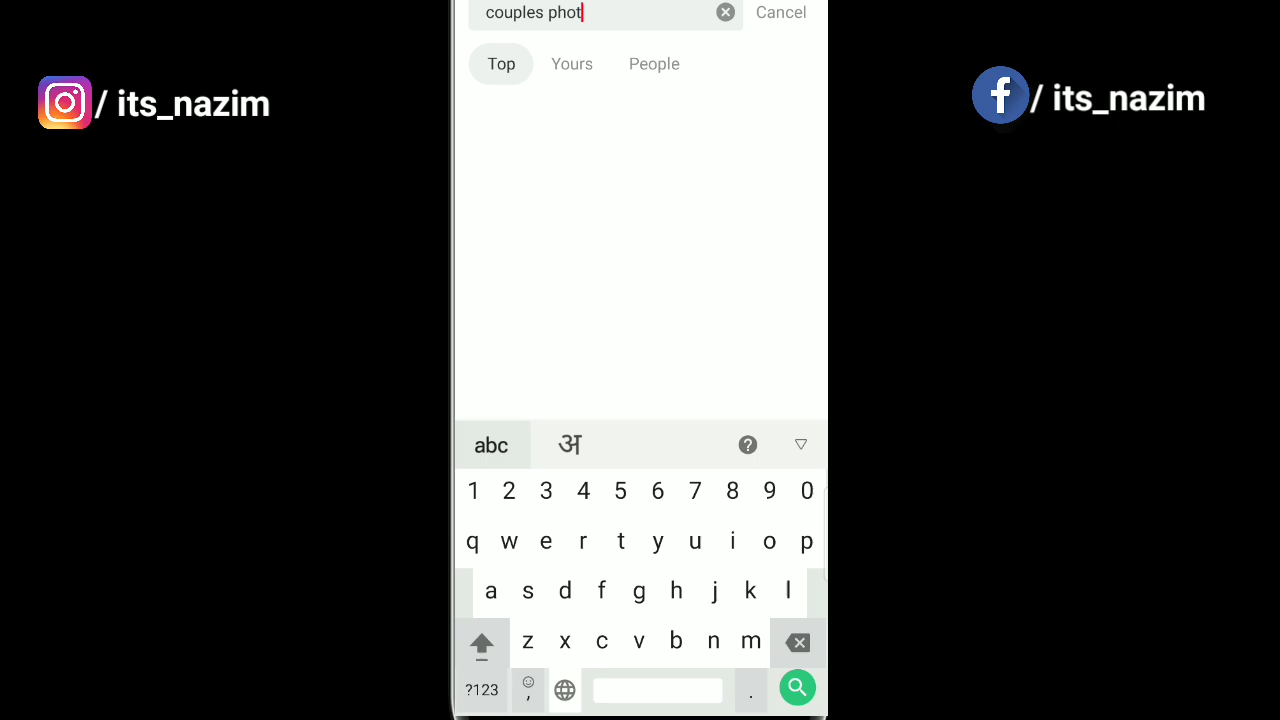 couples phot
Cancel
Top
Yours
People
/ its_nazim
/ its_nazim
abc
अ
1 2 3 4 5 6 7 8 9 0
q w e r t y u i o p
a s d f g h j k l
z x c v b n m
?123 , .